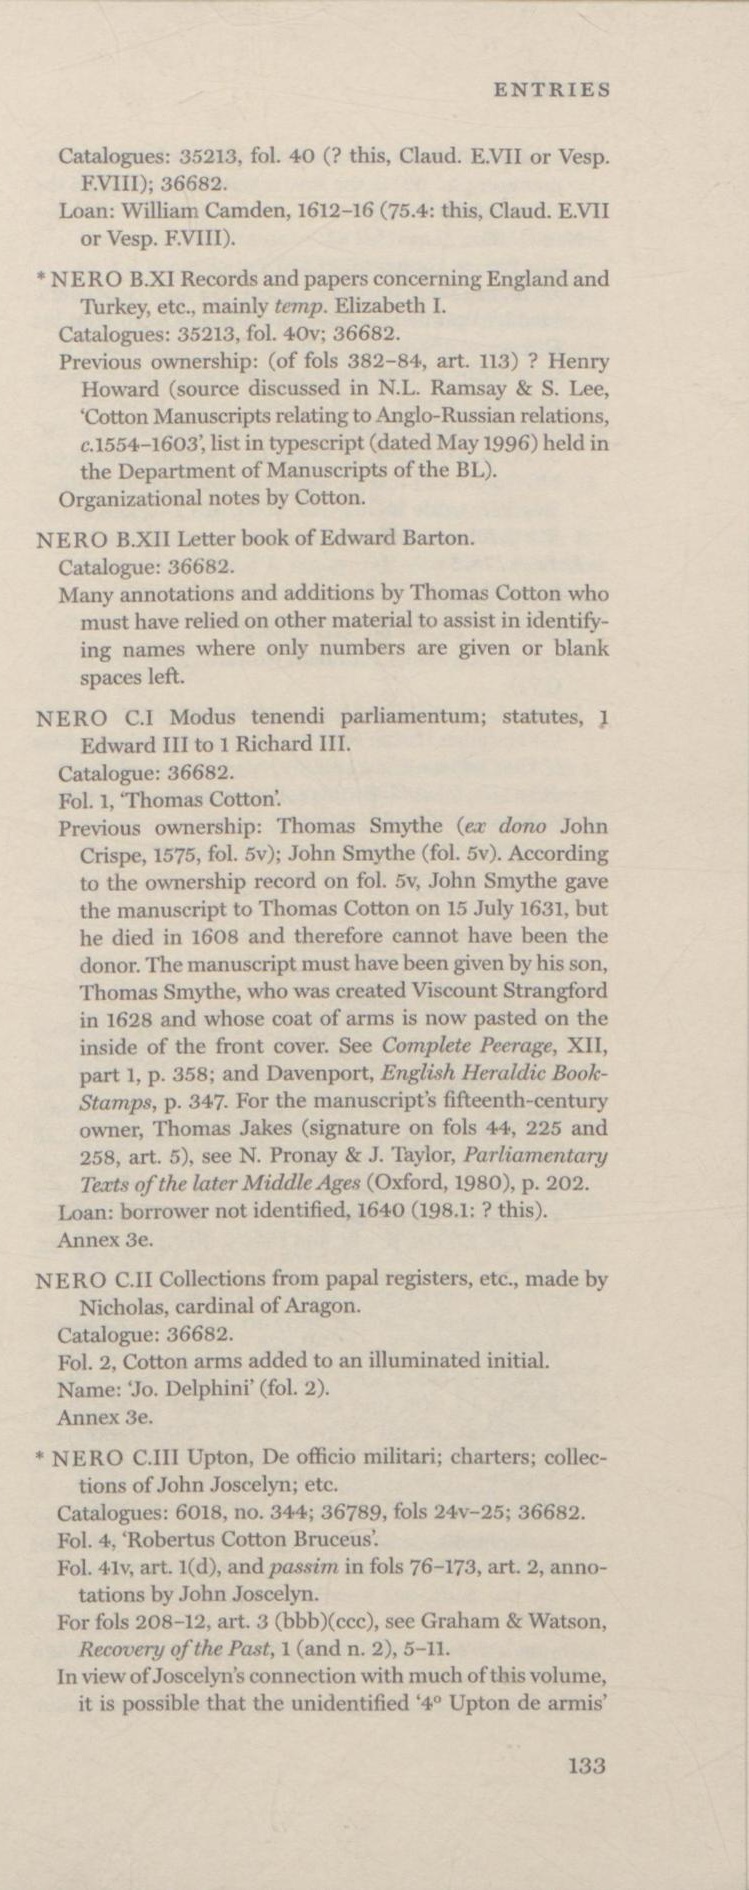 ENTRIES
Catalogues: 35213, fol. 40 (? this, Claud. E.VII or Vesp.
F.VIII); 36682.
Loan: William Camden, 1612–16 (75.4: this, Claud. E.VII
or Vesp. F.VIII).
* NERO B.XI Records and papers concerning England and
Turkey, etc., mainly temp. Elizabeth I.
Catalogues: 35213, fol. 40v; 36682.
Previous ownership: (of fols 382–84, art. 113) ? Henry
Howard (source discussed in N.L. Ramsay & S. Lee,
‘Cotton Manuscripts relating to Anglo-Russian relations,
c.1554–1603’, list in typescript (dated May 1996) held in
the Department of Manuscripts of the BL).
Organizational notes by Cotton.
NERO B.XII Letter book of Edward Barton.
Catalogue: 36682.
Many annotations and additions by Thomas Cotton who
must have relied on other material to assist in identify-
ing names where only numbers are given or blank
spaces left.
NERO C.I Modus tenendi parliamentum; statutes, 1
Edward III to 1 Richard III.
Catalogue: 36682.
Fol. 1, ‘Thomas Cotton’.
Previous ownership: Thomas Smythe (ex dono John
Crispe, 1575, fol. 5v); John Smythe (fol. 5v). According
to the ownership record on fol. 5v, John Smythe gave
the manuscript to Thomas Cotton on 15 July 1631, but
he died in 1608 and therefore cannot have been the
donor. The manuscript must have been given by his son,
Thomas Smythe, who was created Viscount Strangford
in 1628 and whose coat of arms is now pasted on the
inside of the front cover. See Complete Peerage, XII,
part 1, p. 358; and Davenport, English Heraldic Book-
Stamps, p. 347. For the manuscript’s fifteenth-century
owner, Thomas Jakes (signature on fols 44, 225 and
258, art. 5), see N. Pronay & J. Taylor, Parliamentary
Texts of the later Middle Ages (Oxford, 1980), p. 202.
Loan: borrower not identified, 1640 (198.1: ? this).
Annex 3e.
NERO C.II Collections from papal registers, etc., made by
Nicholas, cardinal of Aragon.
Catalogue: 36682.
Fol. 2, Cotton arms added to an illuminated initial.
Name: ‘Jo. Delphini’ (fol. 2).
Annex 3e.
* NERO C.III Upton, De officio militari; charters; collec-
tions of John Joscelyn; etc.
Catalogues: 6018, no. 344; 36789, fols 24v–25; 36682.
Fol. 4, ‘Robertus Cotton Bruceus’.
Fol. 41v, art. 1(d), and passim in fols 76–173, art. 2, anno-
tations by John Joscelyn.
For fols 208–12, art. 3 (bbb)(ccc), see Graham & Watson,
Recovery of the Past, 1 (and n. 2), 5–11.
In view of Joscelyn’s connection with much of this volume,
it is possible that the unidentified ‘4º Upton de armis’
133